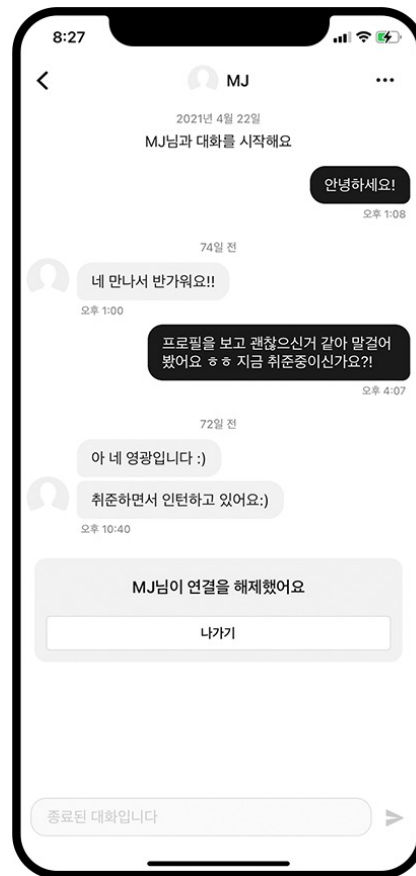 8:27
MJ
2021년 4월 22일
MJ님과 대화를 시작해요
안녕하세요!
오후 1:08
74일 전
네 만나서 반가워요!!
오후 1:00
프로필을 보고 괜찮으신거 같아 말걸어
봤어요 ㅎㅎ 지금 취준중이신가요?!
오후 4:07
72일 전
아 네 영광입니다 :)
취준하면서 인턴하고 있어요:)
오후 10:40
MJ님이 연결을 해제했어요
나가기
종료된 대화입니다